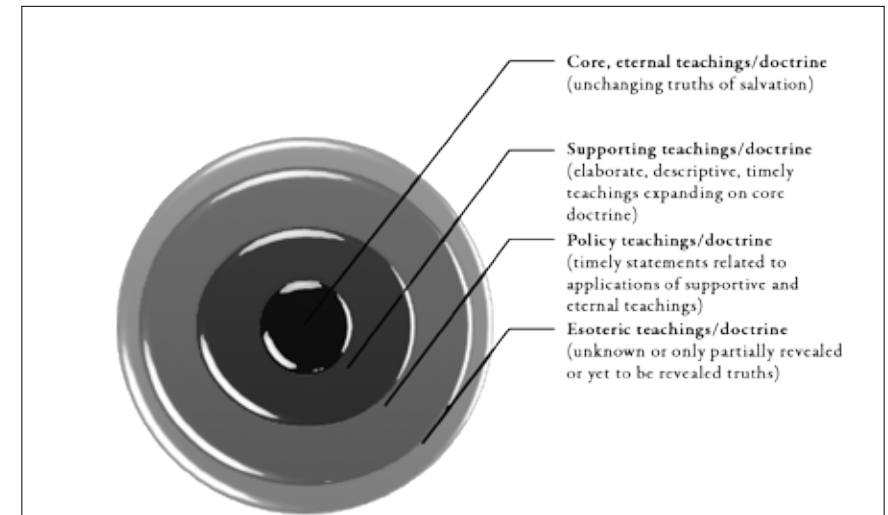 Core, eternal teachings/doctrine
(unchanging truths of salvation)
Supporting teachings/doctrine
(elaborate, descriptive, timely
teachings expanding on core
doctrine)
Policy teachings/doctrine
(timely statements related to
applications of supportive and
eternal teachings)
Esoteric teachings/doctrine
(unknown or only partially revealed
or yet to be revealed truths)